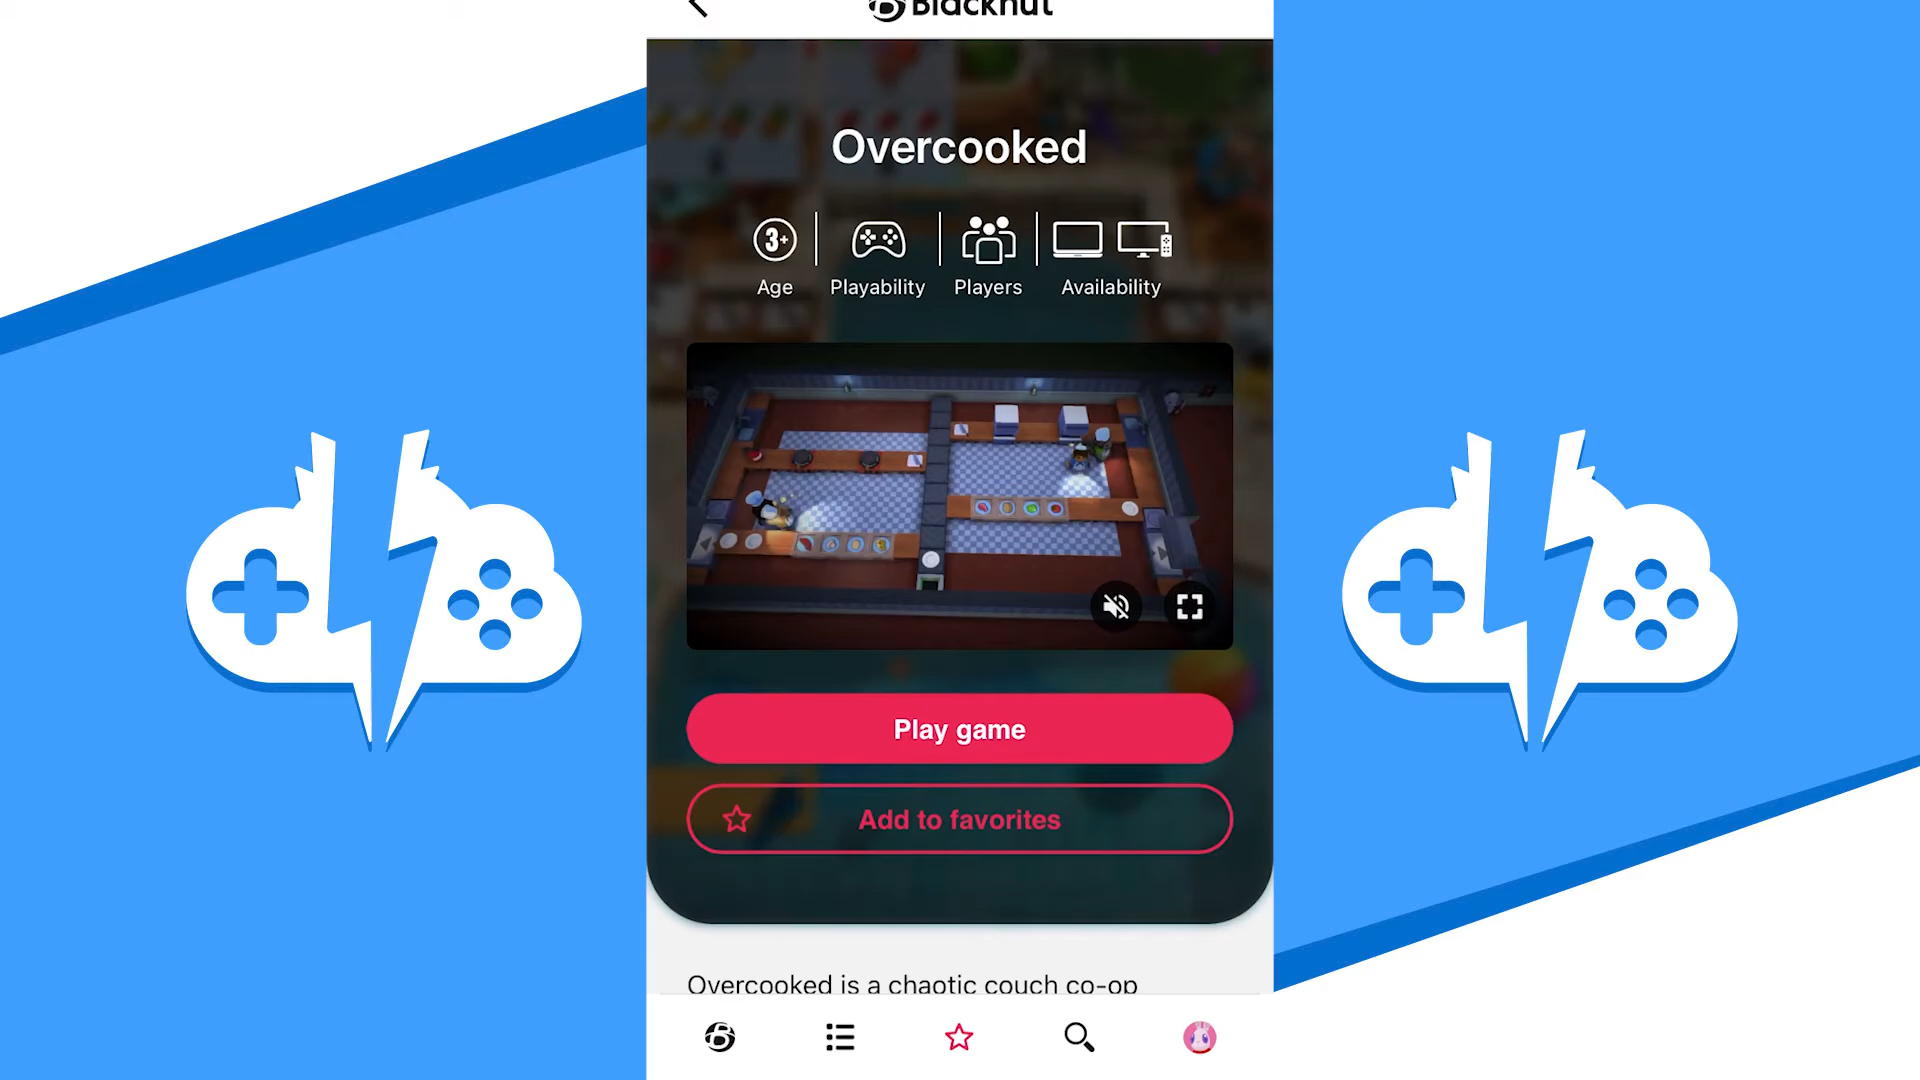 Blacknut
Overcooked
3+
Age
Playability
Players
Availability
Play game
Add to favorites
Overcooked is a chaotic couch co-op